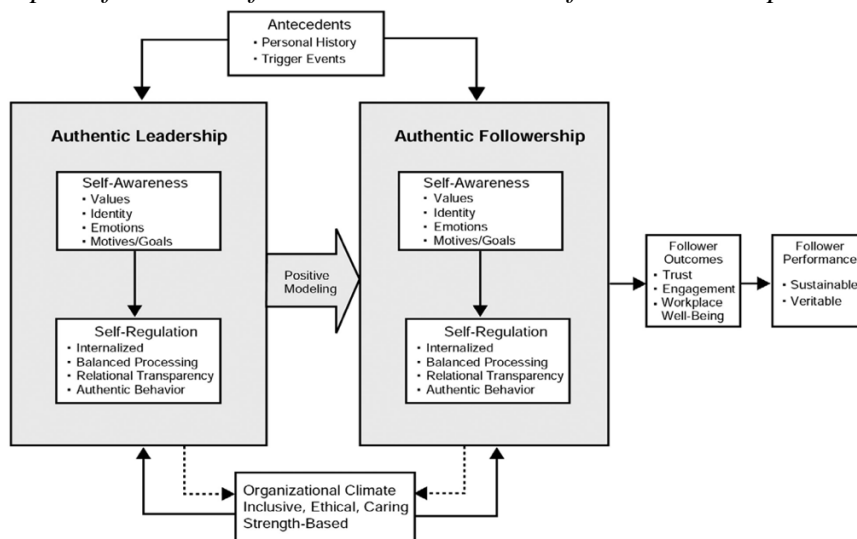 Antecedents
• Personal History
• Trigger Events
Authentic Leadership
Self-Awareness
• Values
• Identity
• Emotions
• Motives/Goals
Self-Regulation
• Internalized
• Balanced Processing
• Relational Transparency
• Authentic Behavior
Positive
Modeling
Authentic Followership
Self-Awareness
• Values
• Identity
• Emotions
• Motives/Goals
Self-Regulation
• Internalized
• Balanced Processing
• Relational Transparency
• Authentic Behavior
Follower
Outcomes
• Trust
• Engagement
• Workplace
Well-Being
Follower
Performance
• Sustainable
• Veritable
Organizational Climate
Inclusive, Ethical, Caring
Strength-Based